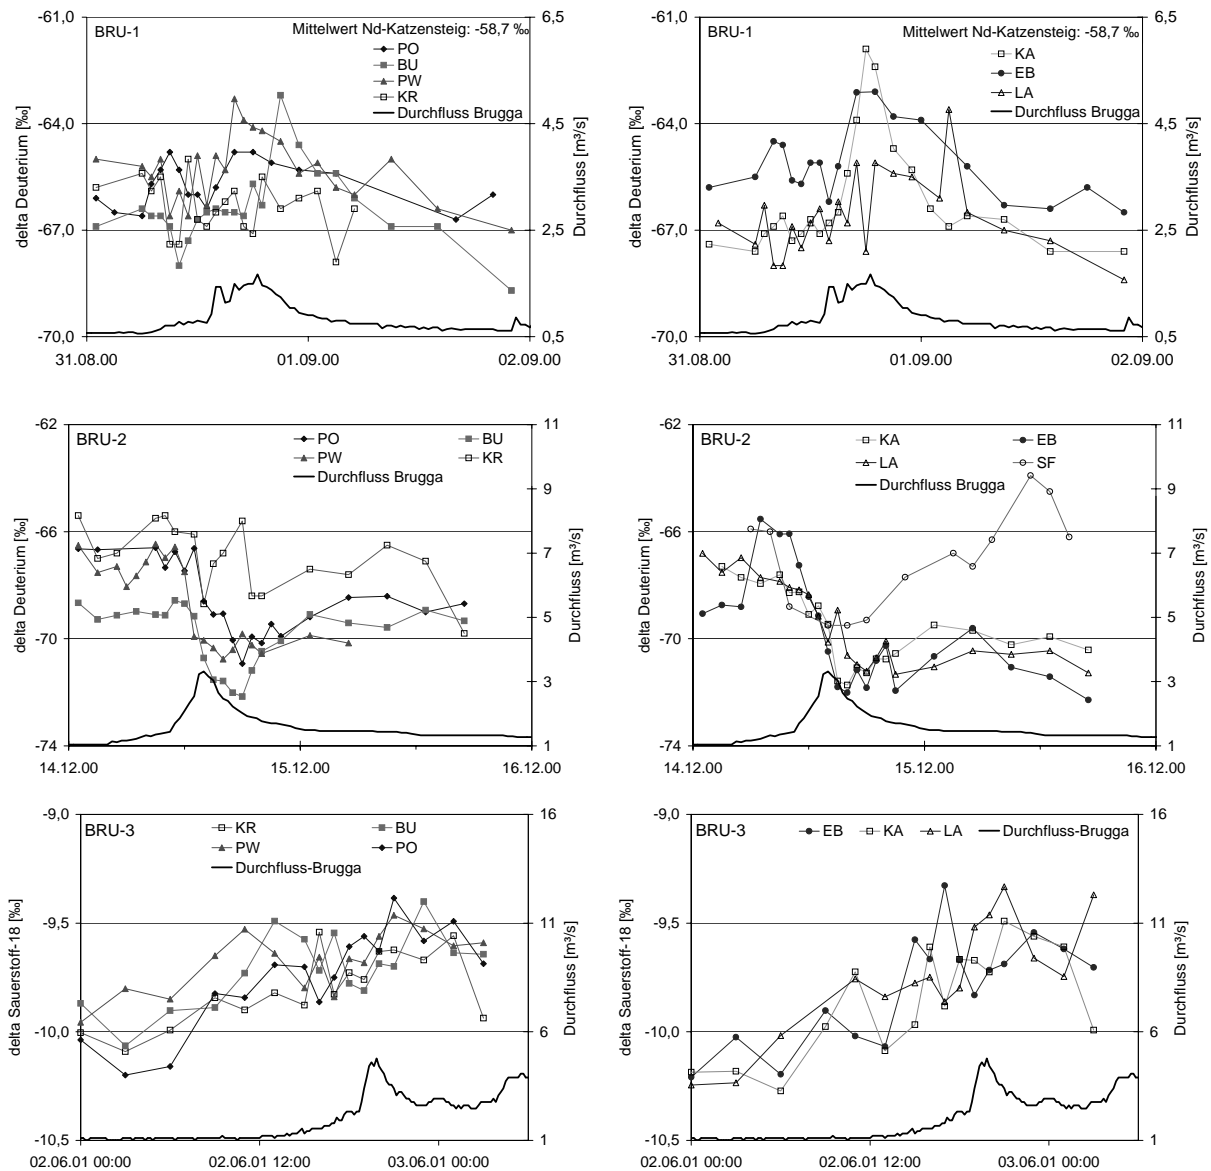 BRU-1
Mittelwert Nd-Katzensteig: -58,7 ‰
PO
BU
PW
KR
Durchfluss Brugga
delta Deuterium [‰]
-61,0
-64,0
-67,0
-70,0
Durchfluss [m³/s]
6,5
4,5
2,5
0,5
31.08.00
01.09.00
02.09.00
BRU-1
Mittelwert Nd-Katzensteig: -58,7 ‰
KA
EB
LA
Durchfluss Brugga
delta Deuterium [‰]
-61,0
-64,0
-67,0
-70,0
Durchfluss [m³/s]
6,5
4,5
2,5
0,5
31.08.00
01.09.00
02.09.00
BRU-2
PO
BU
PW
KR
Durchfluss Brugga
delta Deuterium [‰]
-62
-66
-70
-74
Durchfluss [m³/s]
11
9
7
5
3
1
14.12.00
15.12.00
16.12.00
BRU-2
KA
EB
LA
SF
Durchfluss Brugga
delta Deuterium [‰]
-62
-66
-70
-74
Durchfluss [m³/s]
11
9
7
5
3
1
14.12.00
15.12.00
16.12.00
BRU-3
KR
BU
PW
PO
Durchfluss-Brugga
delta Sauerstoff-18 [‰]
-9,0
-9,5
-10,0
-10,5
Durchfluss [m³/s]
16
11
6
1
02.06.01 00:00
02.06.01 12:00
03.06.01 00:00
BRU-3
EB
KA
LA
Durchfluss-Brugga
delta Sauerstoff-18 [‰]
-9,0
-9,5
-10,0
-10,5
Durchfluss [m³/s]
16
11
6
1
02.06.01 00:00
02.06.01 12:00
03.06.01 00:00